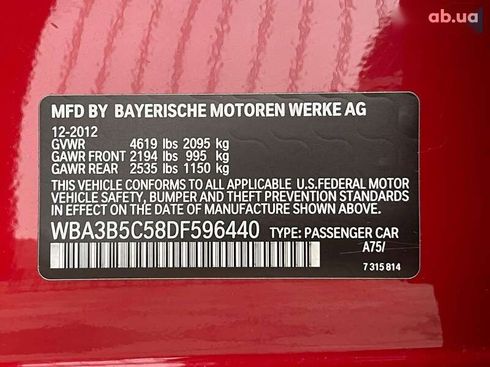 ab.ua
MFD BY BAYERISCHE MOTOREN WERKE AG
12-2012
GVWR 4619 lbs 2095 kg
GAWR FRONT 2194 lbs 995 kg
GAWR REAR 2535 lbs 1150 kg
THIS VEHICLE CONFORMS TO ALL APPLICABLE U.S.FEDERAL MOTOR
VEHICLE SAFETY, BUMPER AND THEFT PREVENTION STANDARDS
IN EFFECT ON THE DATE OF MANUFACTURE SHOWN ABOVE.
WBA3B5C58DF596440 TYPE: PASSENGER CAR
A75/
7 315 814